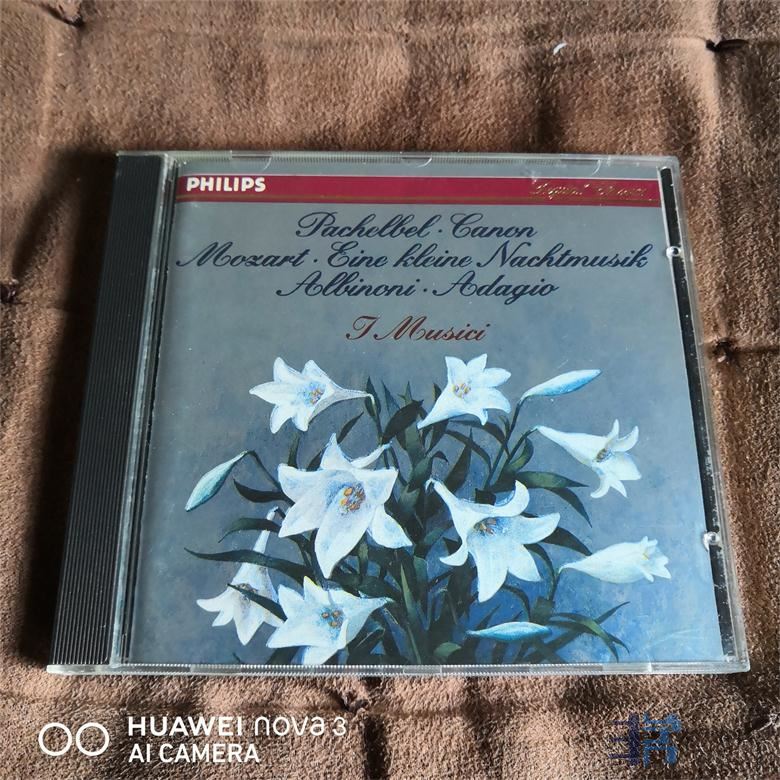 PHILIPS
Pachelbel · Canon
Mozart · Eine kleine Nachtmusik
Albinoni · Adagio
I Musici
HUAWEI nova 3
AI CAMERA